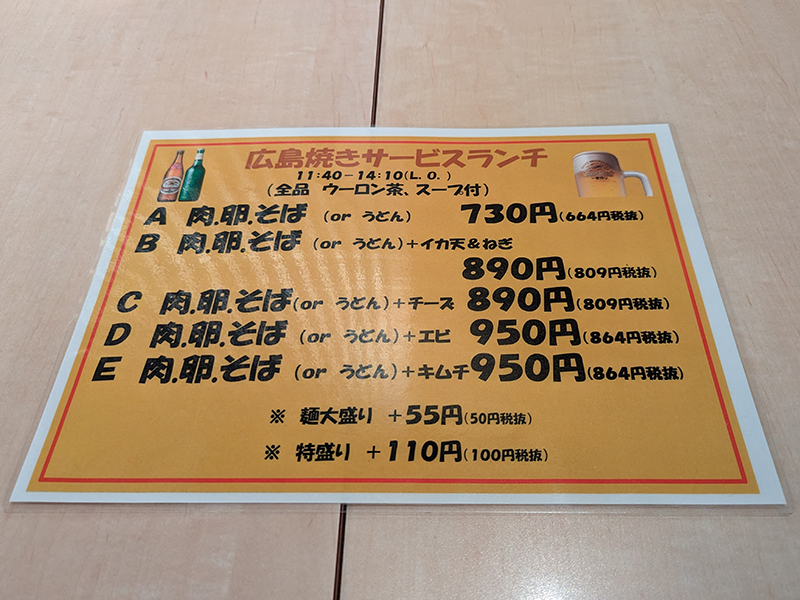 広島焼きサービスランチ
11:40−14:10(L.O.)
(全品 ウーロン茶、スープ付)
A 肉.卵.そば (or うどん) 730円(664円税抜)
B 肉.卵.そば (or うどん)+イカ天&ねぎ
890円(809円税抜)
C 肉.卵.そば(or うどん)+チーズ 890円(809円税抜)
D 肉.卵.そば (or うどん)+エビ 950円(864円税抜)
E 肉.卵.そば (or うどん)+キムチ950円(864円税抜)
※ 麺大盛り +55円(50円税抜)
※ 特盛り +110円(100円税抜)